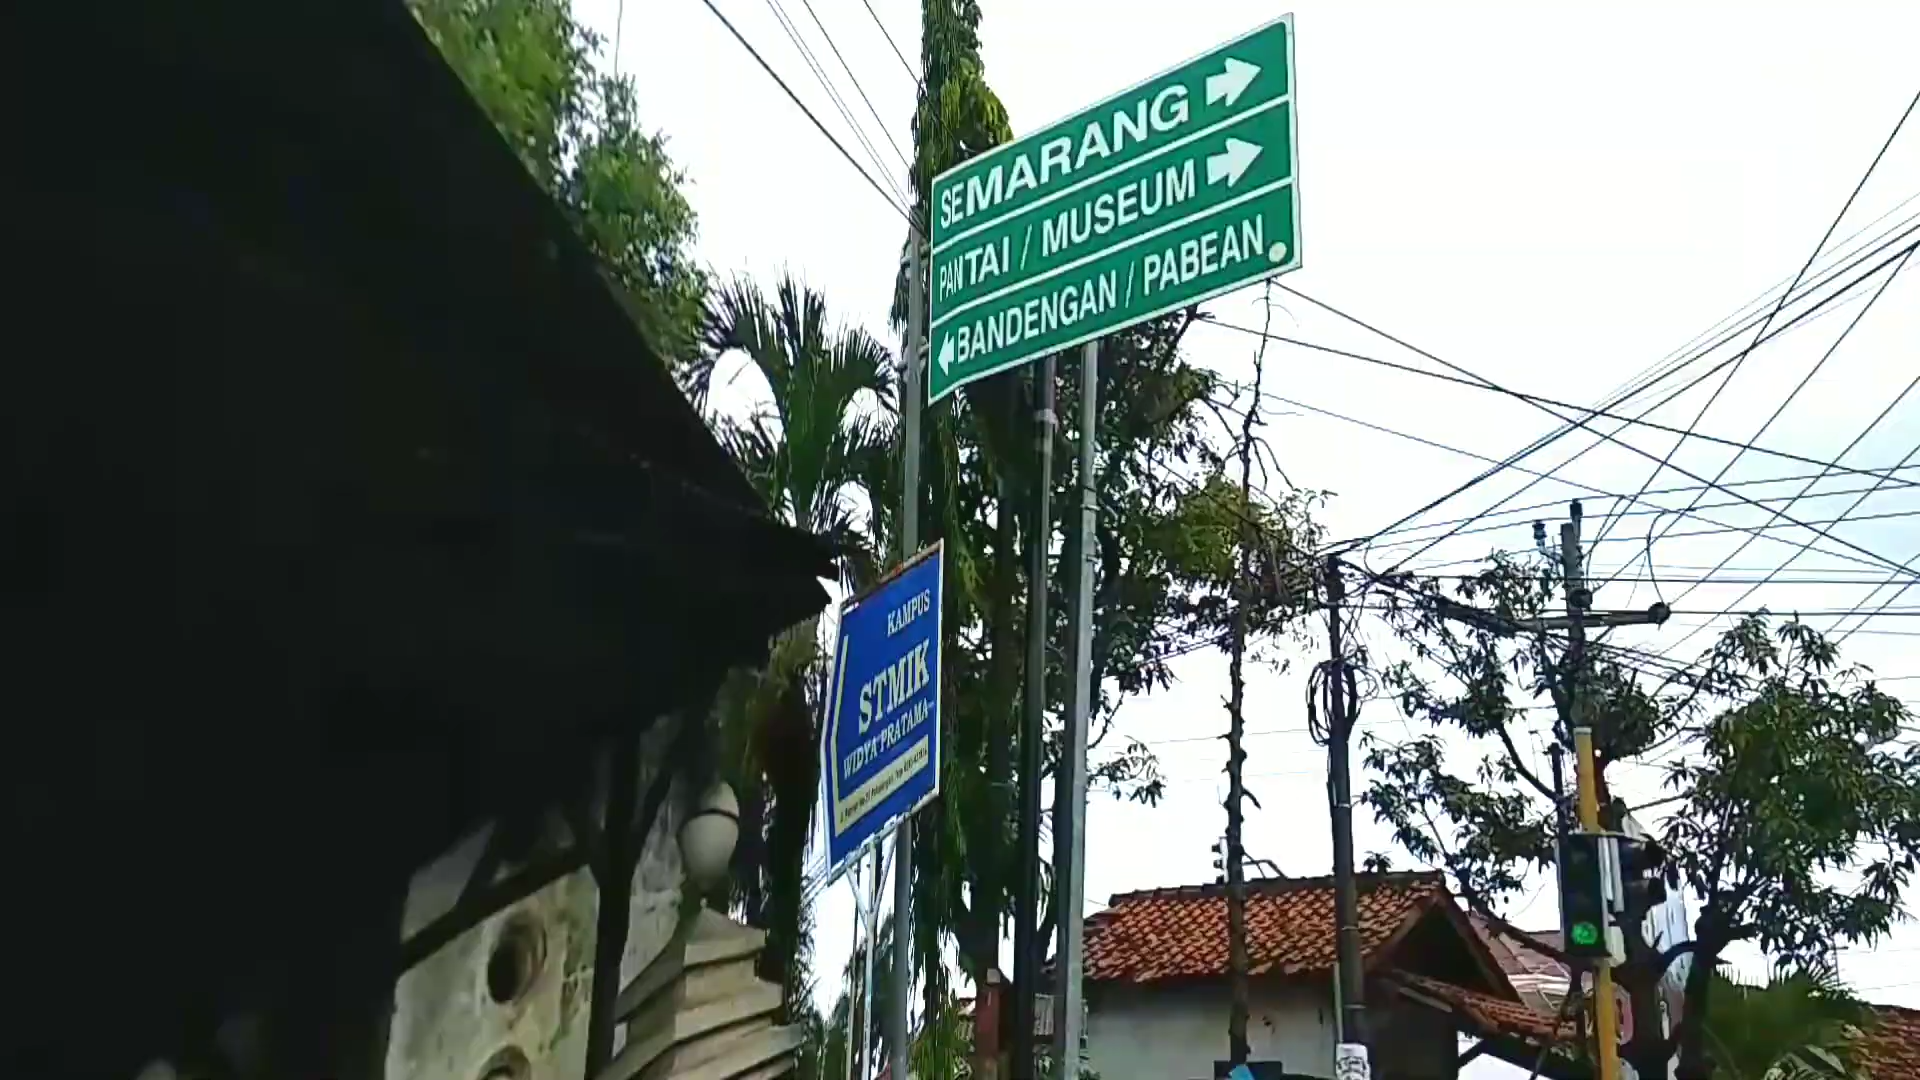 SEMARANG
PANTAI / MUSEUM
BANDENGAN / PABEAN
KAMPUS
STMIK
WIDYA PRATAMA